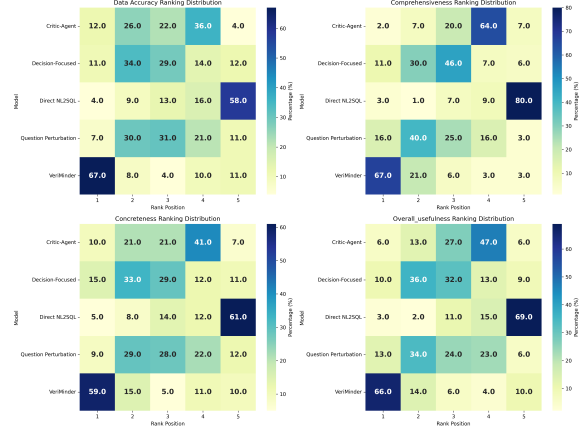 Data Accuracy Ranking Distribution
Model
Critic-Agent 12.0 26.0 22.0 36.0 4.0
Decision-Focused 11.0 34.0 29.0 14.0 12.0
Direct NL2SQL 4.0 9.0 13.0 16.0 58.0
Question Perturbation 7.0 30.0 31.0 21.0 11.0
VeriMinder 67.0 8.0 4.0 10.0 11.0
1 2 3 4 5
Rank Position
60
50
40
30
20
10
Percentage (%)
Comprehensiveness Ranking Distribution
Model
Critic-Agent 2.0 7.0 20.0 64.0 7.0
Decision-Focused 11.0 30.0 46.0 7.0 6.0
Direct NL2SQL 3.0 1.0 7.0 9.0 80.0
Question Perturbation 16.0 40.0 25.0 16.0 3.0
VeriMinder 67.0 21.0 6.0 3.0 3.0
1 2 3 4 5
Rank Position
80
70
60
50
40
30
20
10
Percentage (%)
Concreteness Ranking Distribution
Model
Critic-Agent 10.0 21.0 21.0 41.0 7.0
Decision-Focused 15.0 33.0 29.0 12.0 11.0
Direct NL2SQL 5.0 8.0 14.0 12.0 61.0
Question Perturbation 9.0 29.0 28.0 22.0 12.0
VeriMinder 59.0 15.0 5.0 11.0 10.0
1 2 3 4 5
Rank Position
60
50
40
30
20
10
Percentage (%)
Overall_usefulness Ranking Distribution
Model
Critic-Agent 6.0 13.0 27.0 47.0 6.0
Decision-Focused 10.0 36.0 32.0 13.0 9.0
Direct NL2SQL 3.0 2.0 11.0 15.0 69.0
Question Perturbation 13.0 34.0 24.0 23.0 6.0
VeriMinder 66.0 14.0 6.0 4.0 10.0
1 2 3 4 5
Rank Position
60
50
40
30
20
10
Percentage (%)